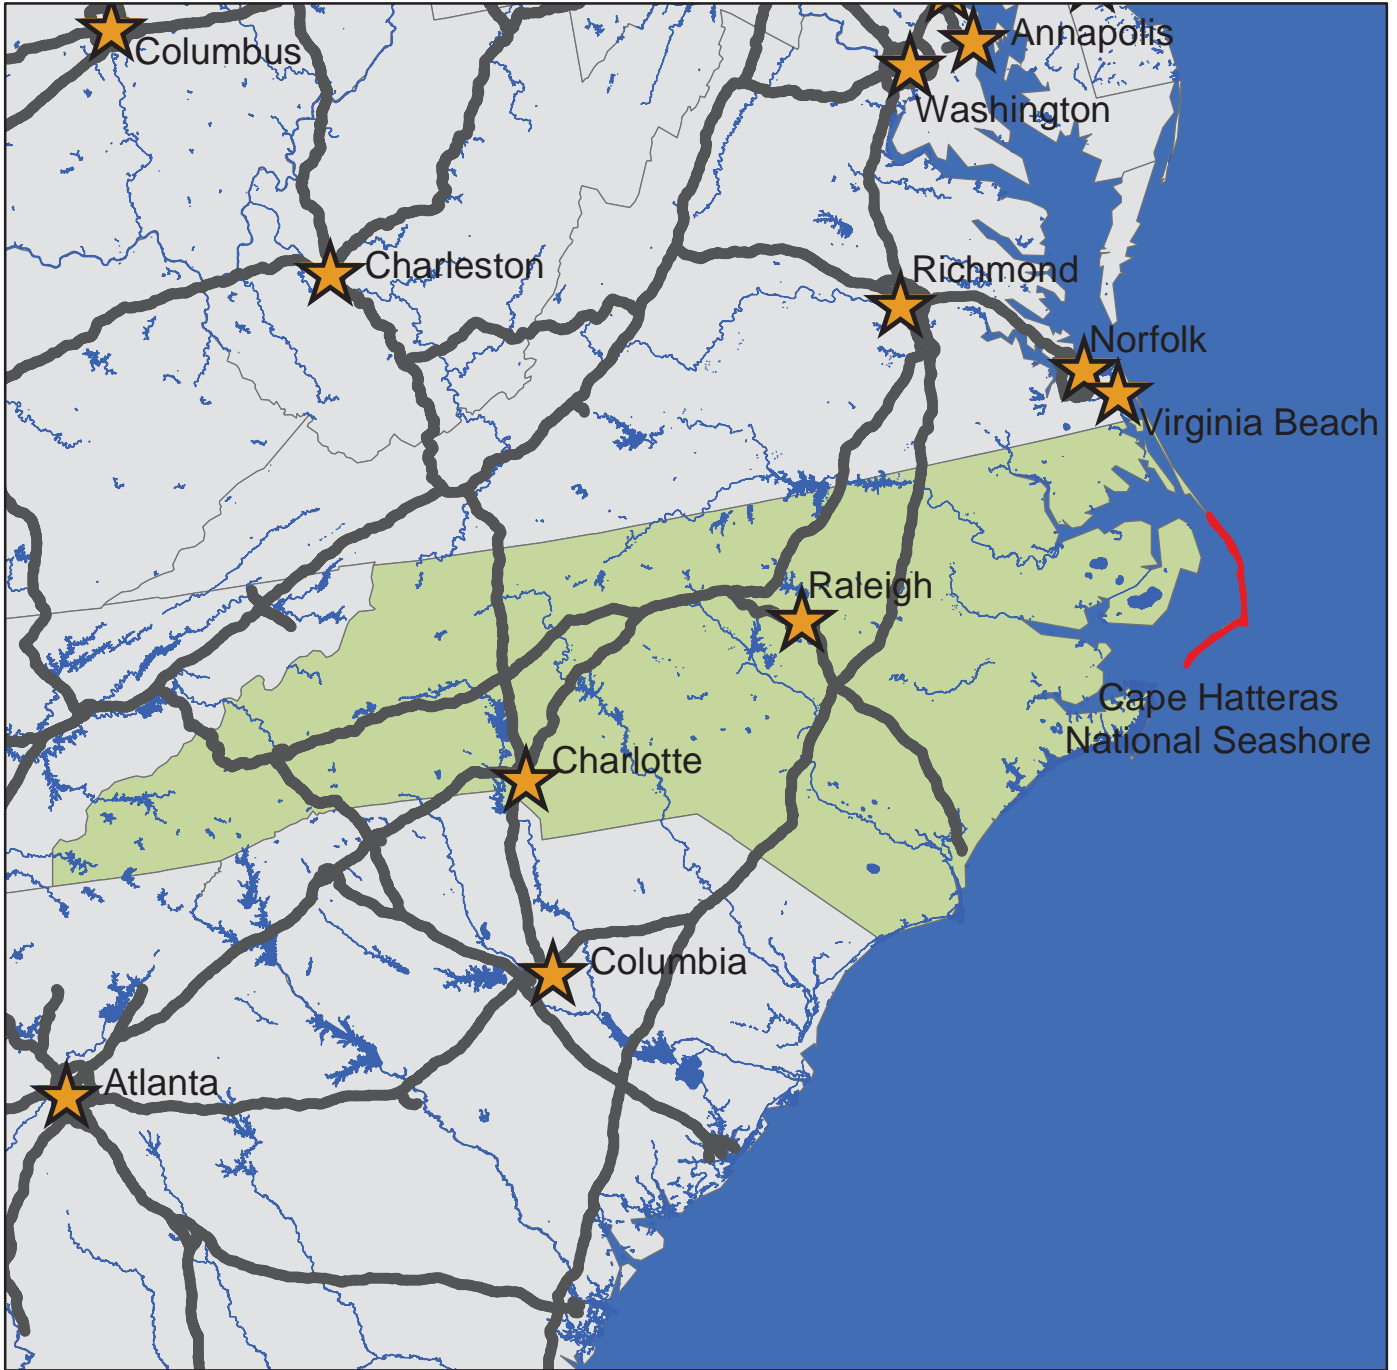 Annapolis
Columbus
Washington
Charleston
Richmond
Norfolk
Virginia Beach
Raleigh
Cape Hatteras
National Seashore
Charlotte
Columbia
Atlanta